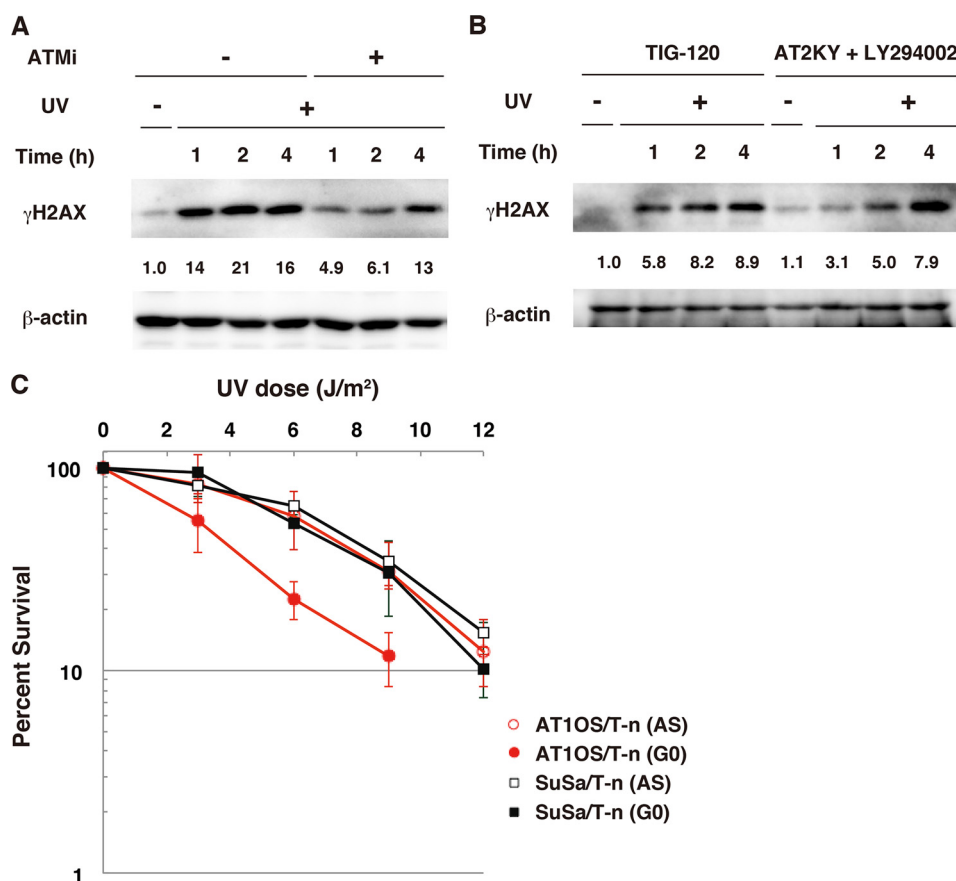 A
ATMi - +
UV - +
Time (h) 1 2 4 1 2 4
γH2AX
1.0 14 21 16 4.9 6.1 13
β-actin
B
TIG-120 AT2KY + LY294002
UV - + - +
Time (h) 1 2 4 1 2 4
γH2AX
1.0 5.8 8.2 8.9 1.1 3.1 5.0 7.9
β-actin
C
UV dose (J/m²)
0 2 4 6 8 10 12
100
10
1
Percent Survival
AT1OS/T-n (AS)
AT1OS/T-n (G0)
SuSa/T-n (AS)
SuSa/T-n (G0)